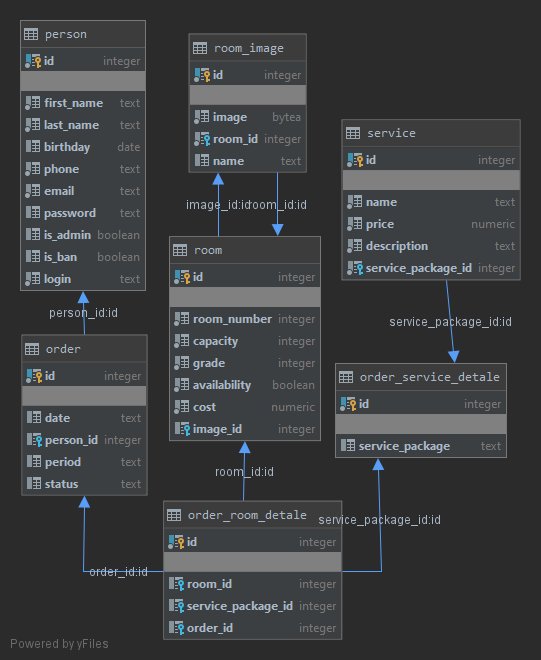 person
id integer
first_name text
last_name text
birthday date
phone text
email text
password text
is_admin boolean
is_ban boolean
login text
room_image
id integer
image bytea
room_id integer
name text
service
id integer
name text
price numeric
description text
service_package_id integer
image_id:id
room_id:id
person_id:id
room
id integer
room_number integer
capacity integer
grade integer
availability boolean
cost numeric
image_id integer
service_package_id:id
order
id integer
date text
person_id integer
period text
status text
order_service_detale
id integer
service_package text
room_id:id
order_room_detale
id integer
room_id integer
service_package_id integer
order_id integer
service_package_id:id
order_id:id
Powered by yFiles